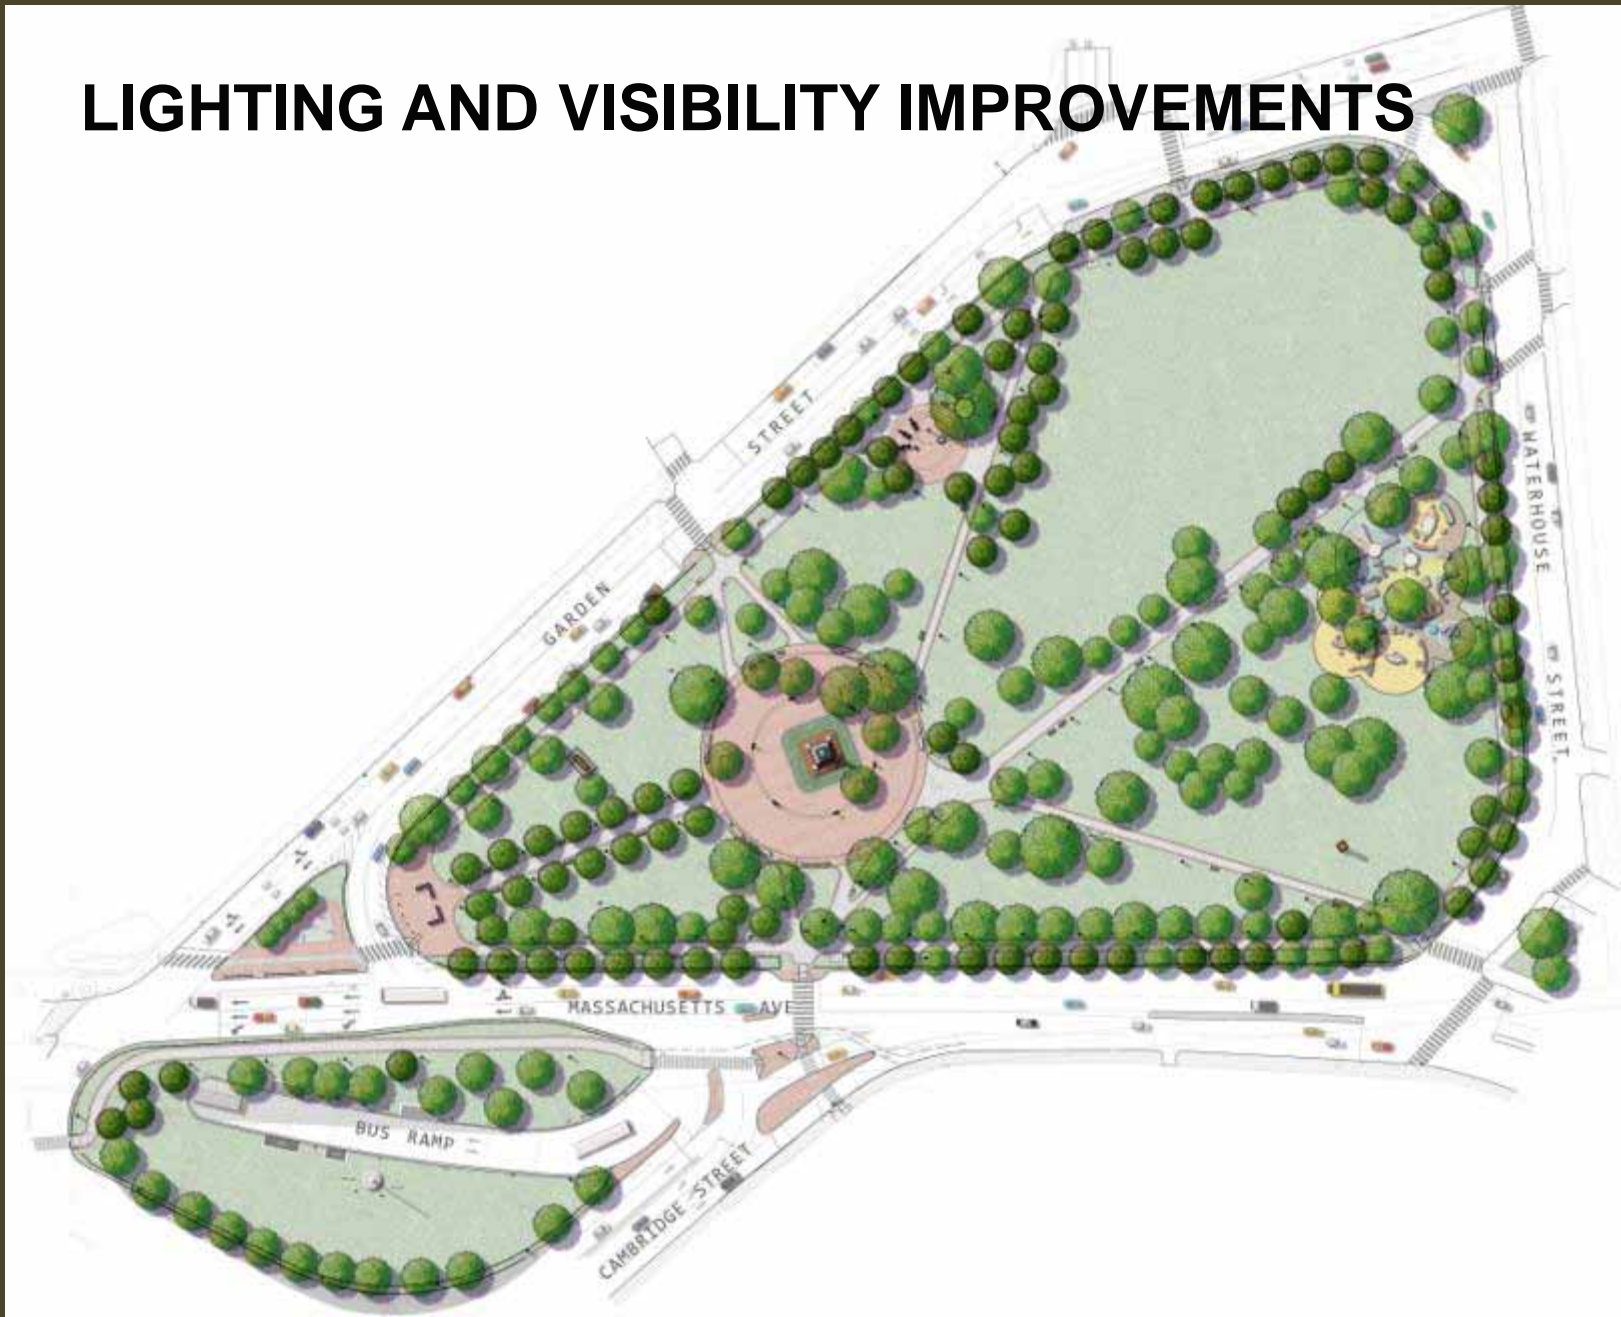 LIGHTING AND VISIBILITY IMPROVEMENTS
GARDEN
STREET
WATERHOUSE
STREET
MASSACHUSETTS AVE
BUS RAMP
CAMBRIDGE STREET